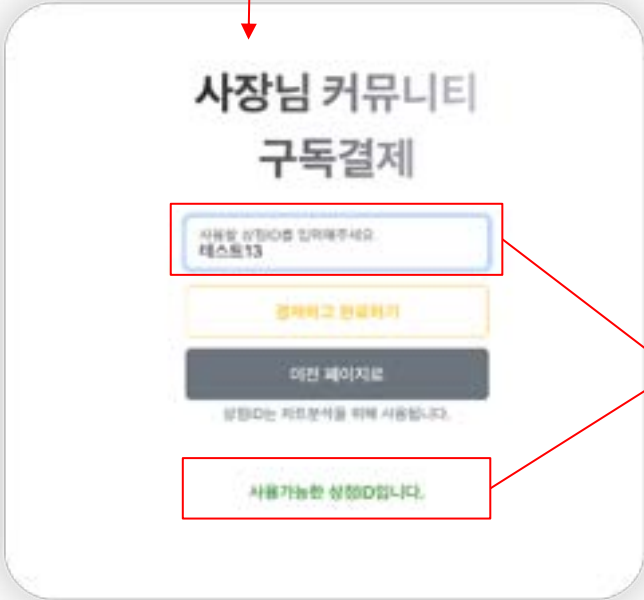 사장님 커뮤니티
구독결제
사용할 상점ID를 입력해주세요
테스트13
결제하고 완료하기
이전 페이지로
상점ID는 차트분석을 위해 사용됩니다.
사용가능한 상점ID입니다.